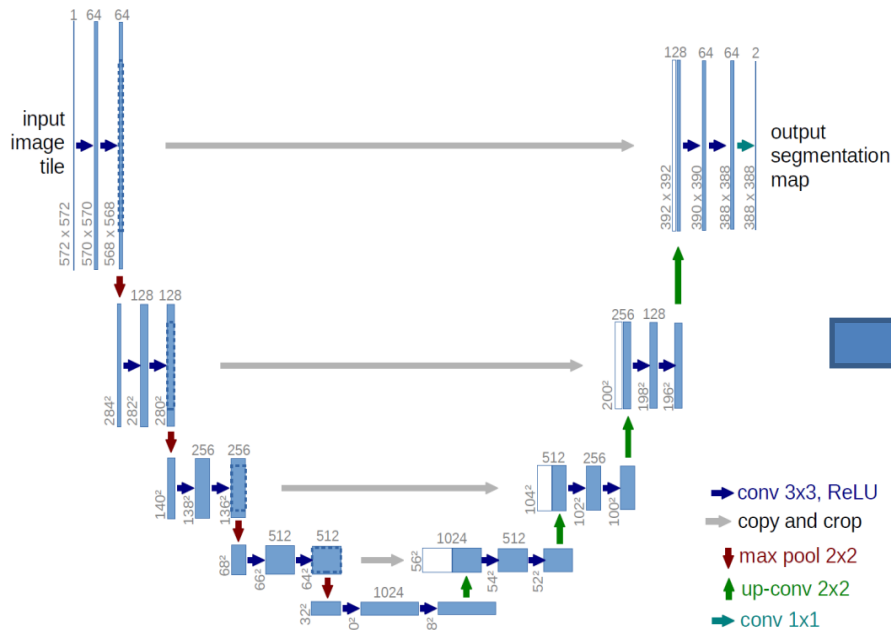 1 64 64
128 64 64 2
input
image
tile
output
segmentation
map
572 x 572
570 x 570
568 x 568
392 x 392
390 x 390
388 x 388
388 x 388
128 128
256 128
284²
282²
280²
200²
198²
196²
256 256
512 256
140²
138²
136²
104²
102²
100²
512 512
1024 512
68²
66²
64²
56²
54²
52²
1024
32²
0²
8²
conv 3x3, ReLU
copy and crop
max pool 2x2
up-conv 2x2
conv 1x1